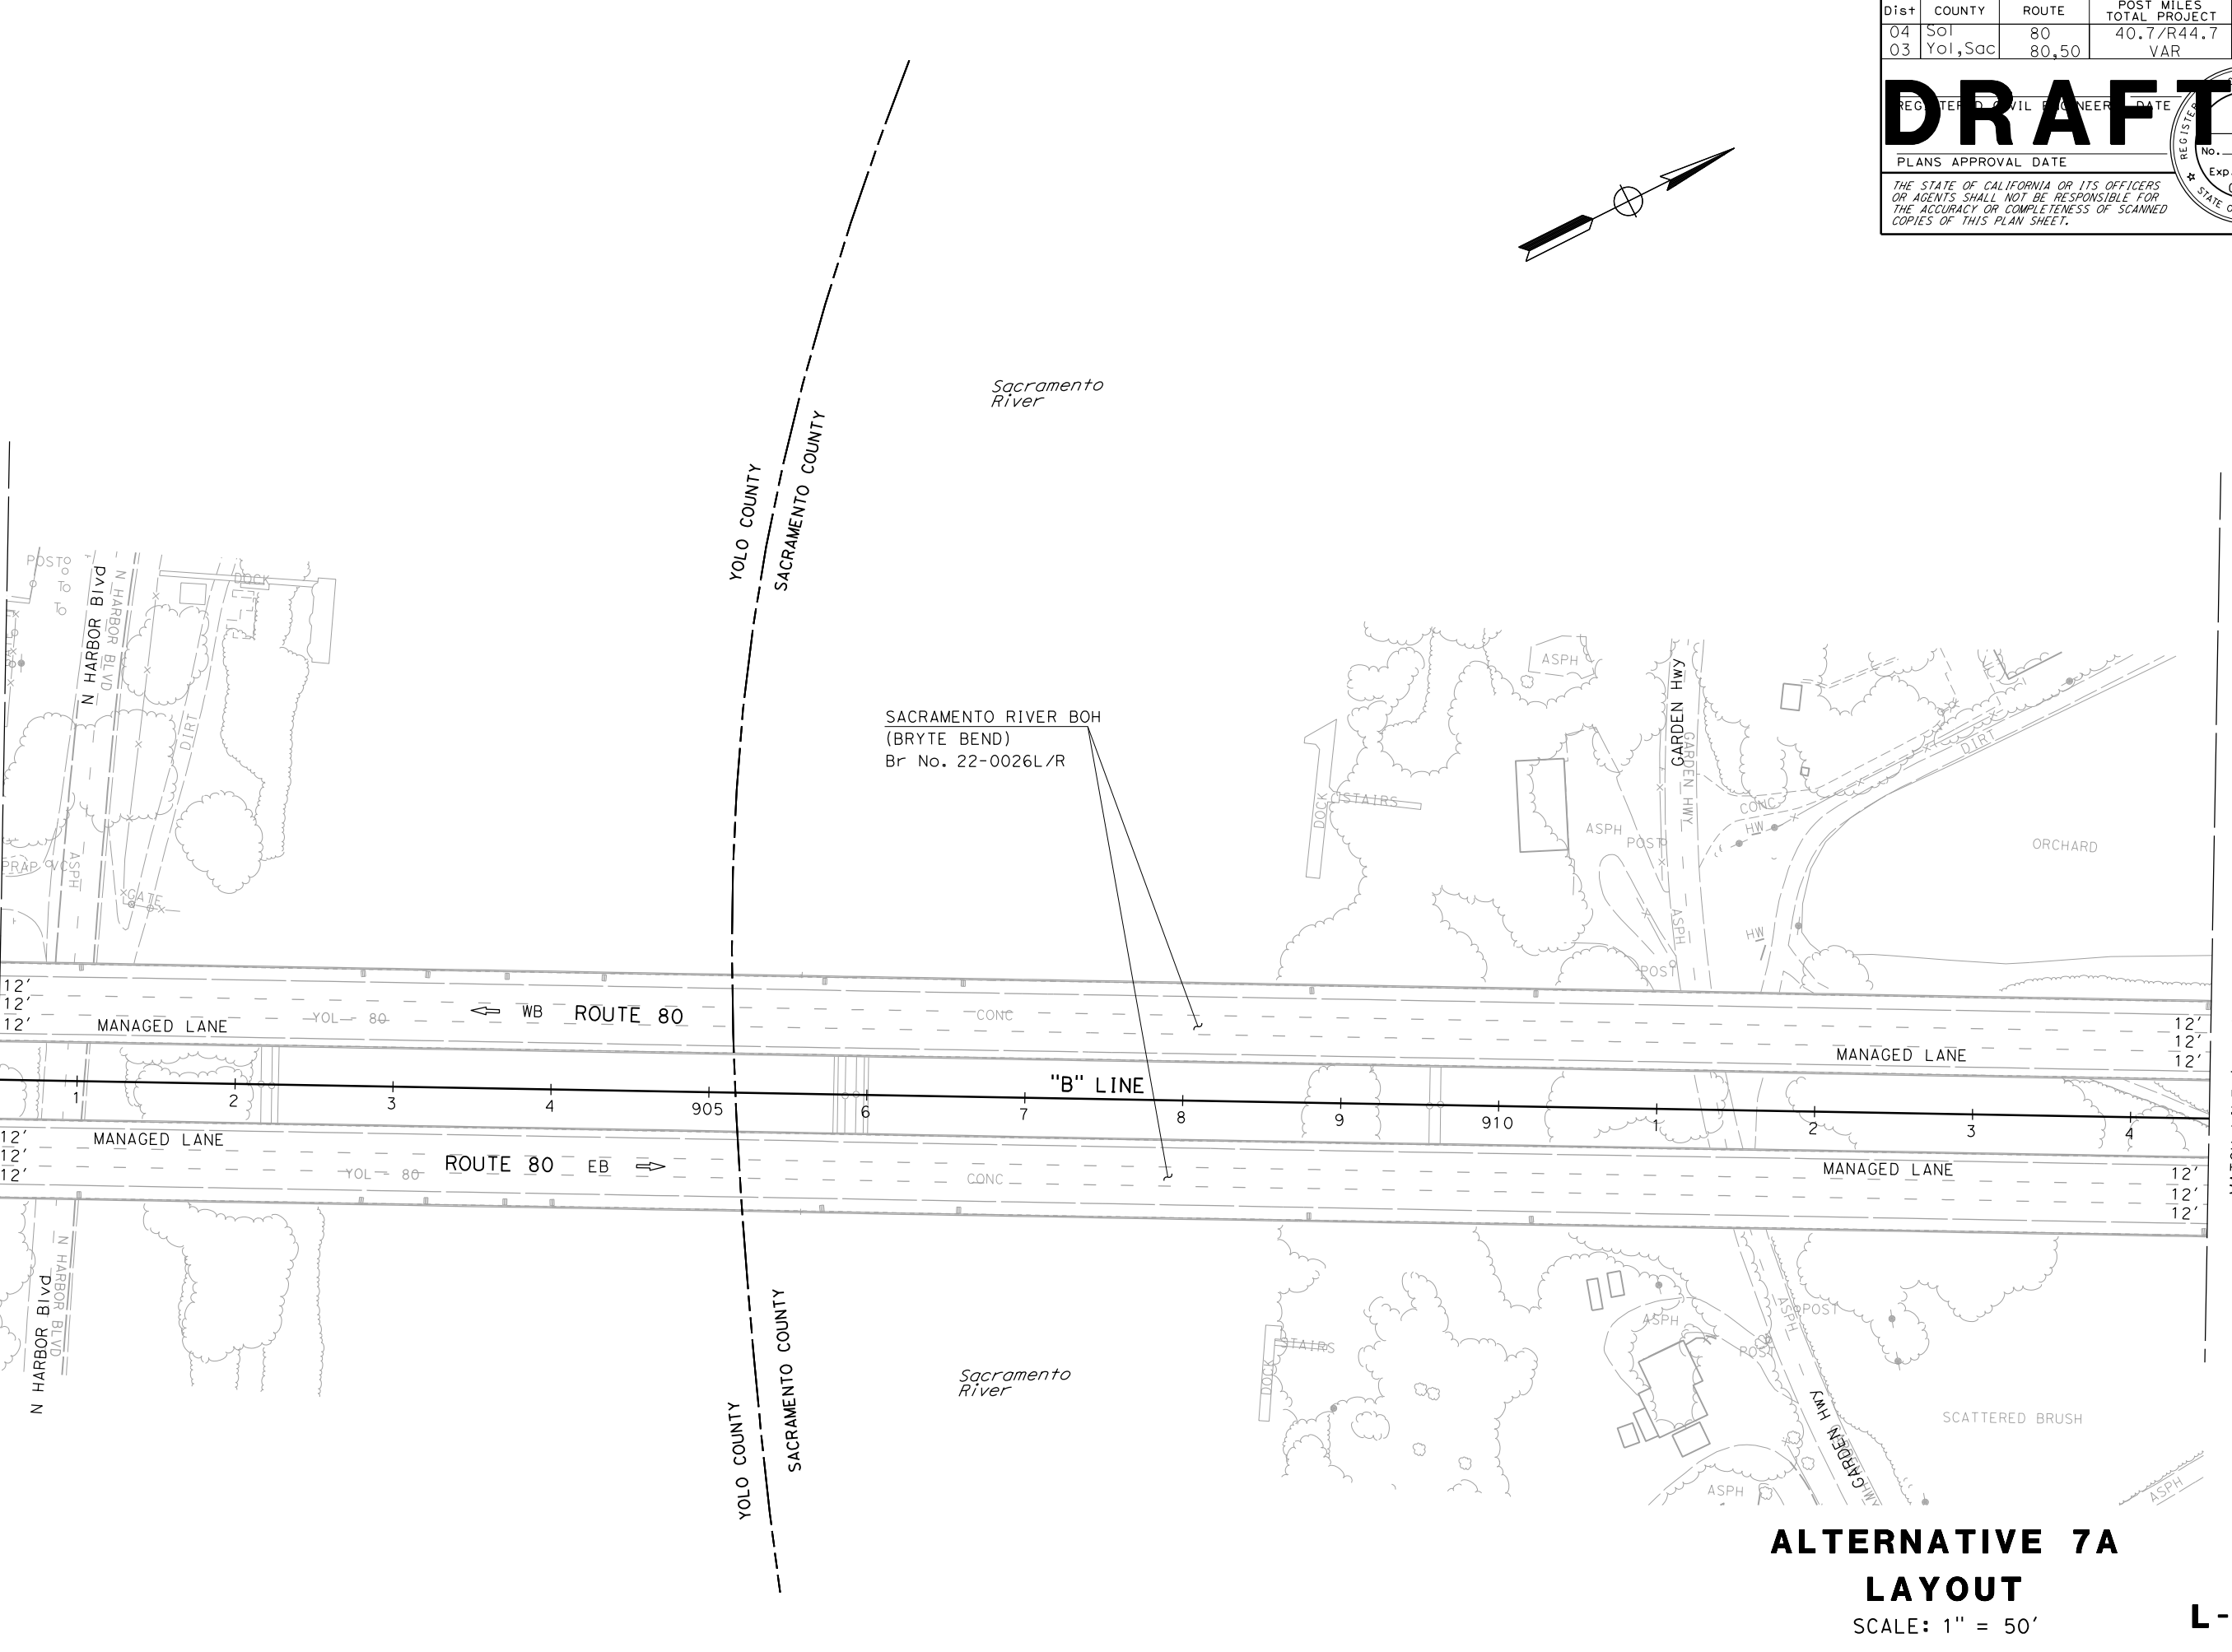 Dist COUNTY ROUTE POST MILES TOTAL PROJECT
04 Sol 80 40.7/R44.7
03 Yol,Sac 80,50 VAR
DRAFT
REGISTERED CIVIL ENGINEER DATE
PLANS APPROVAL DATE
No.
Exp.
THE STATE OF CALIFORNIA OR ITS OFFICERS
OR AGENTS SHALL NOT BE RESPONSIBLE FOR
THE ACCURACY OR COMPLETENESS OF SCANNED
COPIES OF THIS PLAN SHEET.
Sacramento
River
YOLO COUNTY
SACRAMENTO COUNTY
POST
DOCK
N HARBOR Blvd
N HARBOR BLVD
DIRT
ASPH
GATE
SACRAMENTO RIVER BOH
(BRYTE BEND)
Br No. 22-0026L/R
DOCK
STAIRS
ASPH
GARDEN Hwy
GARDEN HWY
ASPH
POST
CONC
HW
DIRT
ORCHARD
ASPH
HW
POST
12'
12'
12'
MANAGED LANE
YOL - 80
WB ROUTE 80
CONC
MANAGED LANE
12'
12'
12'
"B" LINE
1 2 3 4 905 6 7 8 9 910 1 2 3 4
12'
12'
12'
MANAGED LANE
YOL - 80
ROUTE 80 EB
CONC
MANAGED LANE
12'
12'
12'
N HARBOR Blvd
N HARBOR BLVD
YOLO COUNTY
SACRAMENTO COUNTY
Sacramento
River
DOCK
STAIRS
ASPH
POST
ASPH
POST
GARDEN Hwy
SCATTERED BRUSH
ASPH
ASPH
ALTERNATIVE 7A
LAYOUT
SCALE: 1" = 50'
L-